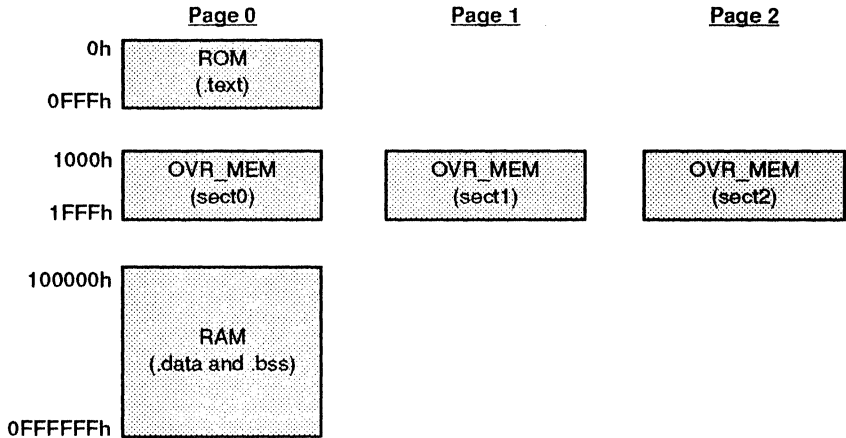 Page 0 Page 1 Page 2
0h
ROM
(.text)
0FFFh
1000h
OVR_MEM OVR_MEM OVR_MEM
(sect0) (sect1) (sect2)
1FFFh
100000h
RAM
(.data and .bss)
0FFFFFFh